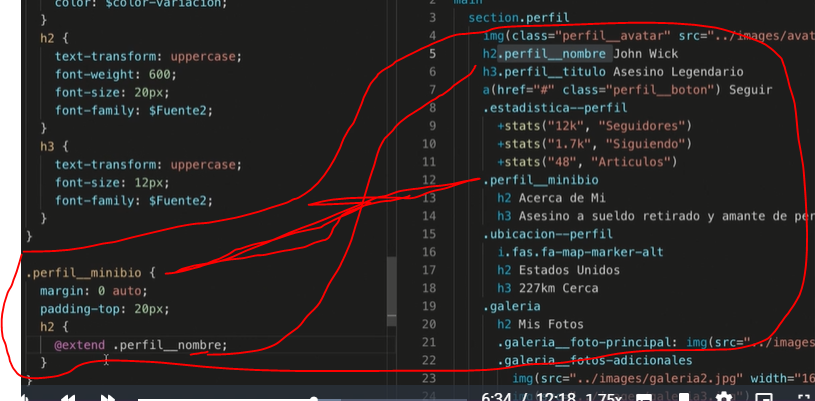 color: $color-variacion;
}
h2 {
text-transform: uppercase;
font-weight: 600;
font-size: 20px;
font-family: $Fuente2;
}
h3 {
text-transform: uppercase;
font-size: 12px;
font-family: $Fuente2;
}
}
.perfil__minibio {
margin: 0 auto;
padding-top: 20px;
h2 {
@extend .perfil__nombre;
}
}
2 main
3 section.perfil
4 img(class="perfil__avatar" src="../images/avat
5 h2.perfil__nombre John Wick
6 h3.perfil__titulo Asesino Legendario
7 a(href="#" class="perfil__boton") Seguir
8 .estadistica--perfil
9 +stats("12k", "Seguidores")
10 +stats("1.7k", "Siguiendo")
11 +stats("48", "Articulos")
12 .perfil__minibio
13 h2 Acerca de Mi
14 h3 Asesino a sueldo retirado y amante de per
15 .ubicacion--perfil
16 i.fas.fa-map-marker-alt
17 h2 Estados Unidos
18 h3 227km Cerca
19 .galeria
20 h2 Mis Fotos
21 .galeria__foto-principal: img(src="../images
22 .galeria__fotos-adicionales
23 img(src="../images/galeria2.jpg" width="16
6:34 12:18 1.75x